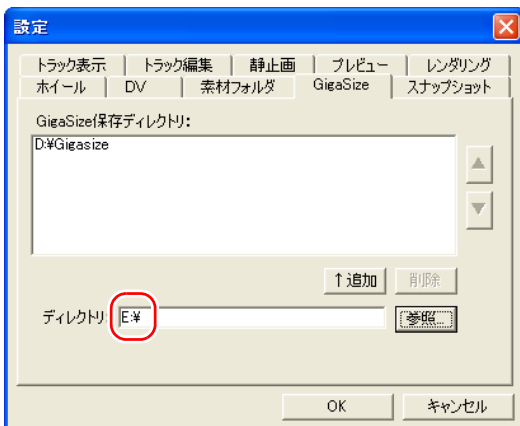 設定
トラック表示 トラック編集 静止画 プレビュー レンダリング
ホイール DV 素材フォルダ GigaSize スナップショット
GigaSize保存ディレクトリ:
D:¥Gigasize
↑追加 削除
ディレクトリ: E:¥ 参照...
OK キャンセル